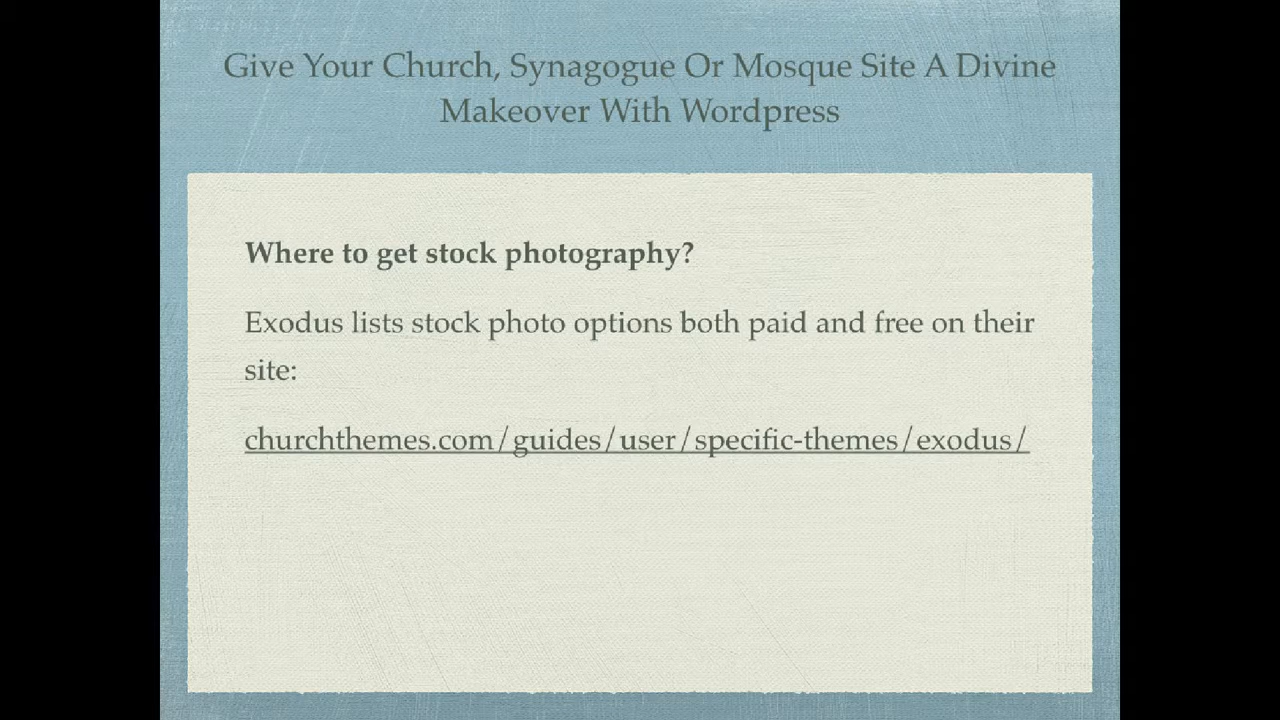 Give Your Church, Synagogue Or Mosque Site A Divine
Makeover With Wordpress
Where to get stock photography?
Exodus lists stock photo options both paid and free on their
site:
churchthemes.com/guides/user/specific-themes/exodus/